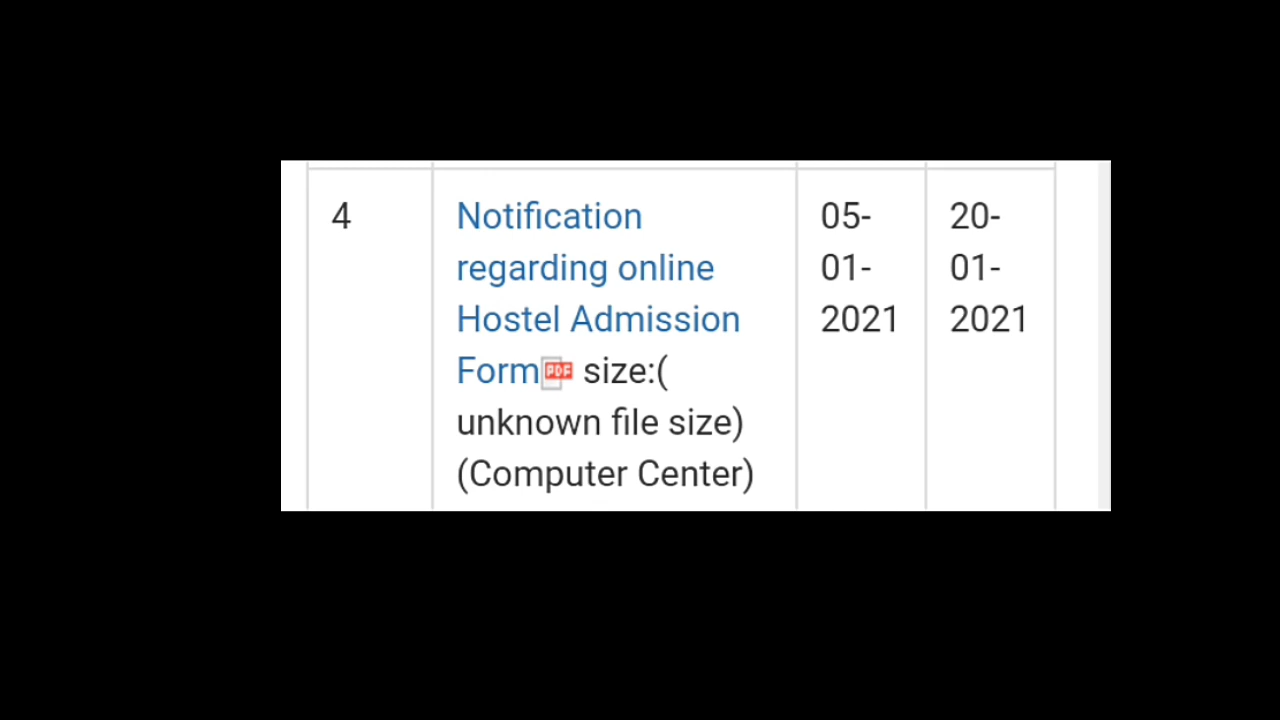 4
Notification
regarding online
Hostel Admission
Form PDF size:(
unknown file size)
(Computer Center)
05-
01-
2021
20-
01-
2021